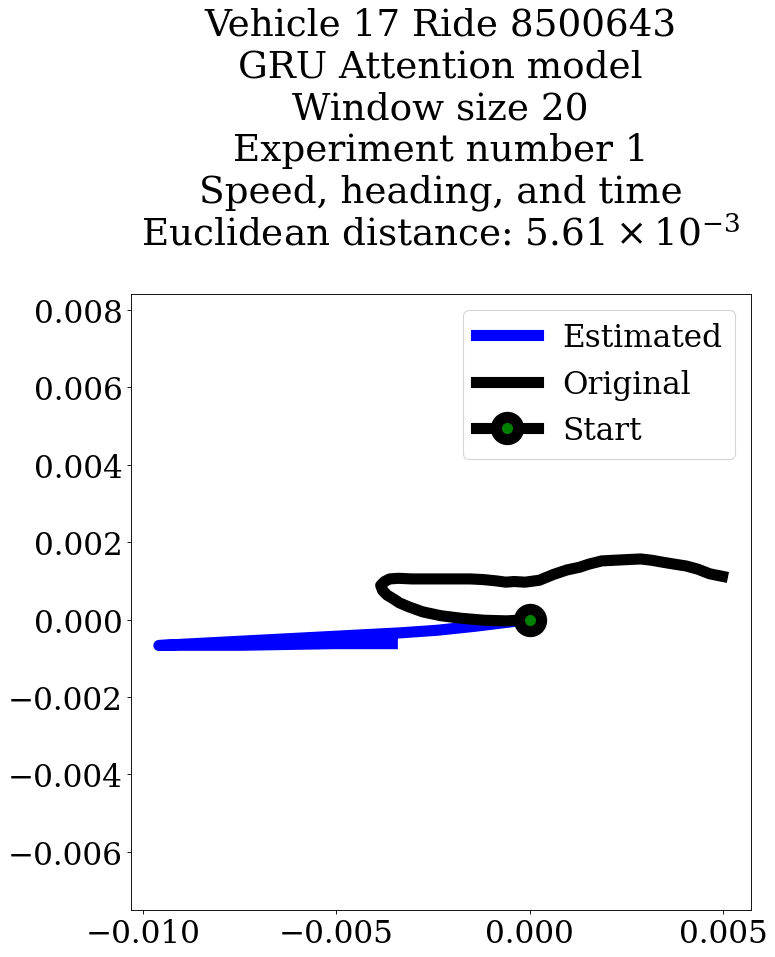 Vehicle 17 Ride 8500643
GRU Attention model
Window size 20
Experiment number 1
Speed, heading, and time
Euclidean distance: 5.61 × 10⁻³
Estimated
Original
Start
0.008
0.006
0.004
0.002
0.000
−0.002
−0.004
−0.006
−0.010 −0.005 0.000 0.005